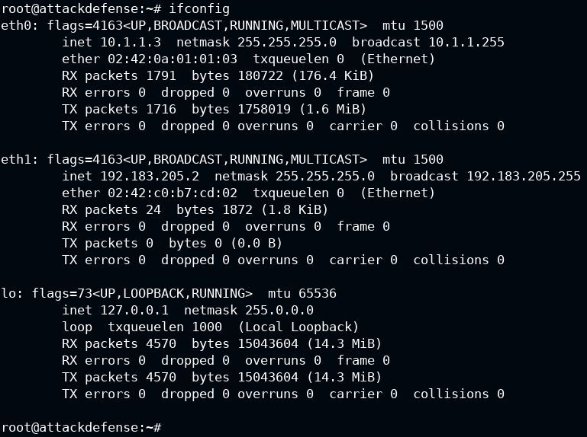 root@attackdefense:~# ifconfig
eth0: flags=4163<UP,BROADCAST,RUNNING,MULTICAST>  mtu 1500
        inet 10.1.1.3  netmask 255.255.255.0  broadcast 10.1.1.255
        ether 02:42:0a:01:01:03  txqueuelen 0  (Ethernet)
        RX packets 1791  bytes 180722 (176.4 KiB)
        RX errors 0  dropped 0  overruns 0  frame 0
        TX packets 1716  bytes 1758019 (1.6 MiB)
        TX errors 0  dropped 0 overruns 0  carrier 0  collisions 0

eth1: flags=4163<UP,BROADCAST,RUNNING,MULTICAST>  mtu 1500
        inet 192.183.205.2  netmask 255.255.255.0  broadcast 192.183.205.255
        ether 02:42:c0:b7:cd:02  txqueuelen 0  (Ethernet)
        RX packets 24  bytes 1872 (1.8 KiB)
        RX errors 0  dropped 0  overruns 0  frame 0
        TX packets 0  bytes 0 (0.0 B)
        TX errors 0  dropped 0 overruns 0  carrier 0  collisions 0

lo: flags=73<UP,LOOPBACK,RUNNING>  mtu 65536
        inet 127.0.0.1  netmask 255.0.0.0
        loop  txqueuelen 1000  (Local Loopback)
        RX packets 4570  bytes 15043604 (14.3 MiB)
        RX errors 0  dropped 0  overruns 0  frame 0
        TX packets 4570  bytes 15043604 (14.3 MiB)
        TX errors 0  dropped 0 overruns 0  carrier 0  collisions 0

root@attackdefense:~#